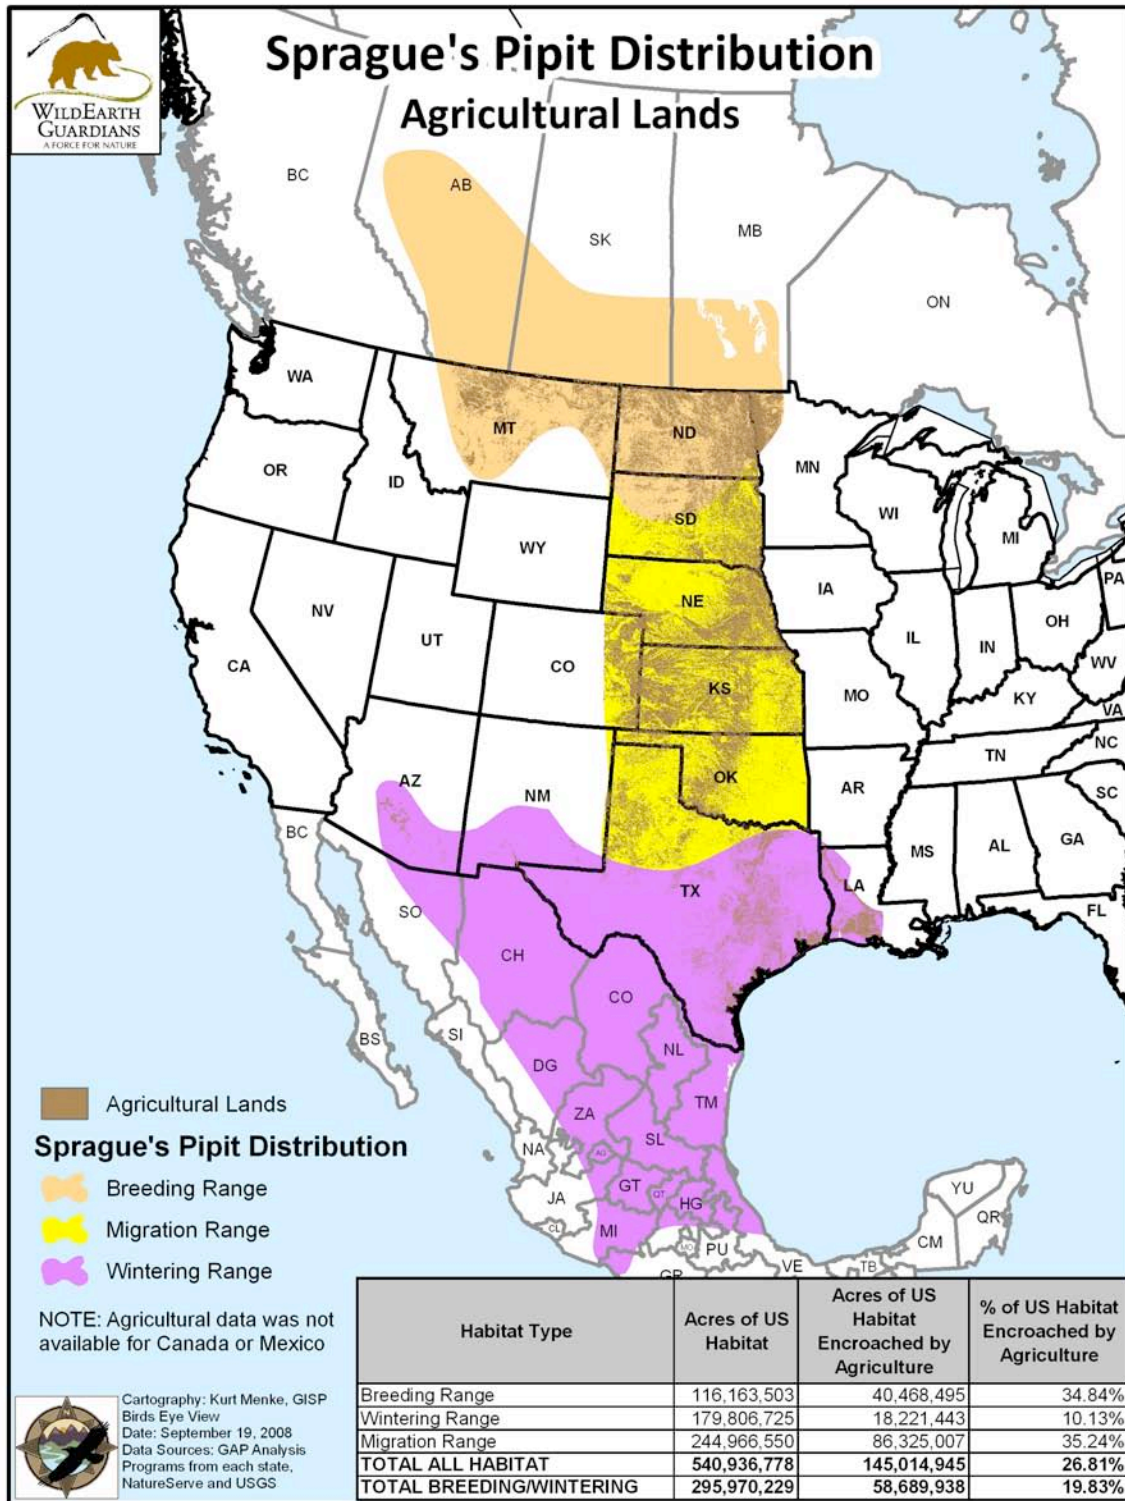 Sprague's Pipit Distribution
Agricultural Lands
WILDEARTH
GUARDIANS
A FORCE FOR NATURE
BC
AB
SK
MB
ON
WA
MT
ND
MN
OR
ID
SD
WI
MI
WY
IA
PA
NE
NV
UT
CO
IL
IN
OH
WV
CA
KS
MO
KY
VA
AZ
NM
OK
AR
TN
NC
SC
BC
MS
AL
GA
SO
TX
LA
FL
CH
CO
BS
SI
DG
NL
TM
ZA
SL
NA
AG
GT
QT
HG
JA
CL
MI
MO
PU
GR
VE
TB
CM
YU
QR
Agricultural Lands
Sprague's Pipit Distribution
Breeding Range
Migration Range
Wintering Range
NOTE: Agricultural data was not
available for Canada or Mexico
N
Cartography: Kurt Menke, GISP
Birds Eye View
Date: September 19, 2008
Data Sources: GAP Analysis
Programs from each state,
NatureServe and USGS
Habitat Type
Acres of US
Habitat
Acres of US
Habitat
Encroached by
Agriculture
% of US Habitat
Encroached by
Agriculture
Breeding Range 116,163,503 40,468,495 34.84%
Wintering Range 179,806,725 18,221,443 10.13%
Migration Range 244,966,550 86,325,007 35.24%
TOTAL ALL HABITAT 540,936,778 145,014,945 26.81%
TOTAL BREEDING/WINTERING 295,970,229 58,689,938 19.83%